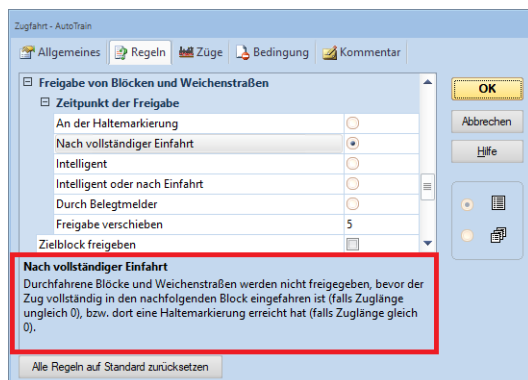 Zugfahrt - AutoTrain
Allgemeines Regeln Züge Bedingung Kommentar
Freigabe von Blöcken und Weichenstraßen
Zeitpunkt der Freigabe
An der Haltemarkierung
Nach vollständiger Einfahrt
Intelligent
Intelligent oder nach Einfahrt
Durch Belegtmelder
Freigabe verschieben 5
Zielblock freigeben
OK
Abbrechen
Hilfe
Nach vollständiger Einfahrt
Durchfahrene Blöcke und Weichenstraßen werden nicht freigegeben, bevor der
Zug vollständig in den nachfolgenden Block eingefahren ist (falls Zuglänge
ungleich 0), bzw. dort eine Haltemarkierung erreicht hat (falls Zuglänge gleich
0).
Alle Regeln auf Standard zurücksetzen